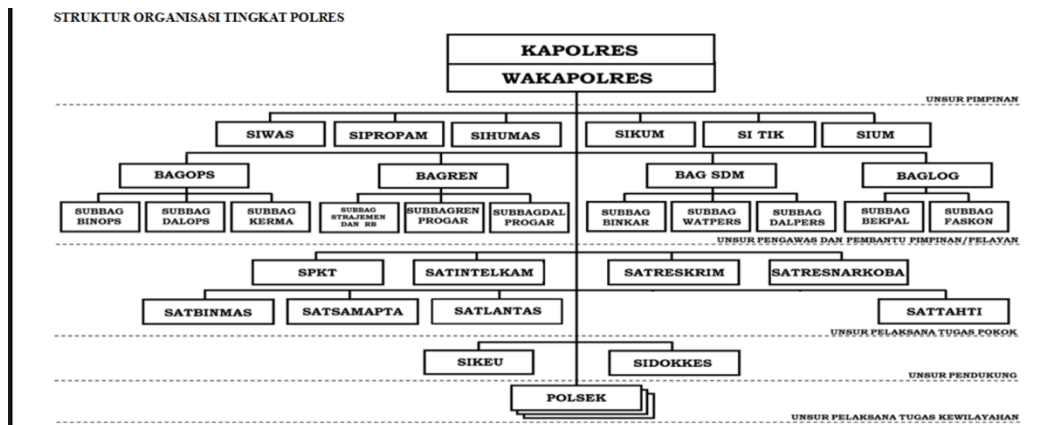 STRUKTUR ORGANISASI TINGKAT POLRES
KAPOLRES
WAKAPOLRES
UNSUR PIMPINAN
SIWAS
SIPROPAM
SIHUMAS
SIKUM
SI TIK
SIUM
BAGOPS
BAGREN
BAG SDM
BAGLOG
SUBBAG
BINOPS
SUBBAG
DALOPS
SUBBAG
KERMA
SUBBAG
STRAJEMEN
DAN RB
SUBBAGREN
PROGAR
SUBBAGDAL
PROGAR
SUBBAG
BINKAR
SUBBAG
WATPERS
SUBBAG
DALPERS
SUBBAG
BEKPAL
SUBBAG
FASKON
UNSUR PENGAWAS DAN PEMBANTU PIMPINAN/PELAYAN
SPKT
SATINTELKAM
SATRESKRIM
SATRESNARKOBA
SATBINMAS
SATSAMAPTA
SATLANTAS
SATTAHTI
UNSUR PELAKSANA TUGAS POKOK
SIKEU
SIDOKKES
UNSUR PENDUKUNG
POLSEK
UNSUR PELAKSANA TUGAS KEWILAYAHAN